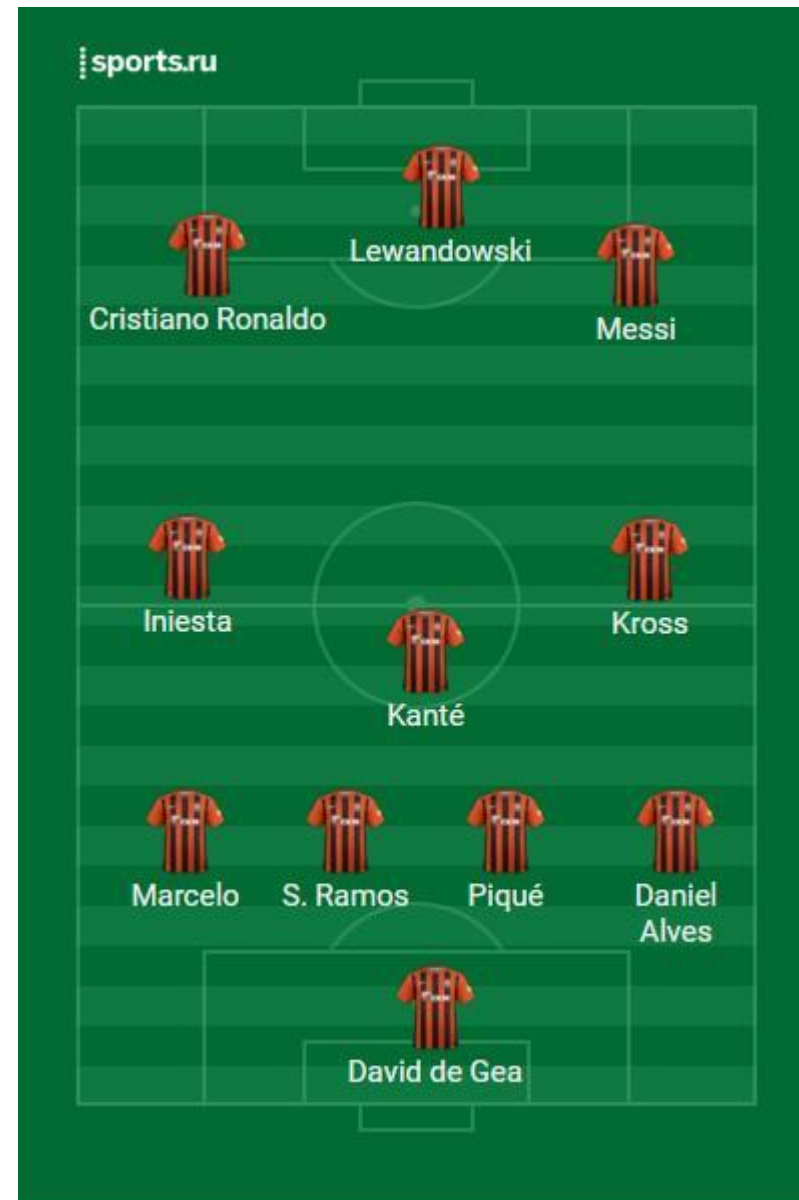 sports.ru
Lewandowski
Cristiano Ronaldo
Messi
Iniesta
Kross
Kanté
Marcelo
S. Ramos
Piqué
Daniel
Alves
David de Gea